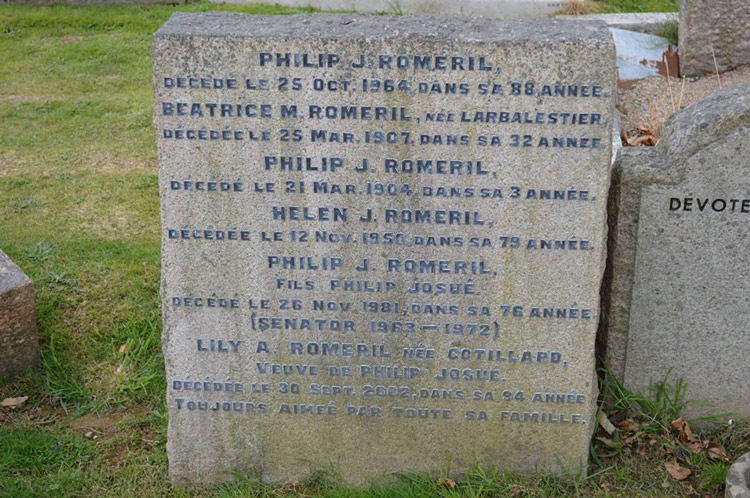 PHILIP J. ROMERIL,
DÉCÉDÉ LE 25 OCT. 1964, DANS SA 88, ANNÉE.
BEATRICE M. ROMERIL, NÉE LARBALESTIER,
DÉCÉDÉE LE 25 MAR. 1907, DANS SA 32 ANNÉE.
PHILIP J. ROMERIL,
DÉCÉDÉ LE 21 MAR. 1904, DANS SA 3 ANNÉE.
HELEN J. ROMERIL,
DÉCÉDÉE LE 12 NOV. 1950, DANS SA 79 ANNÉE.
PHILIP J. ROMERIL,
FILS PHILIP JOSUÉ.
DÉCÉDÉ LE 26 NOV. 1981, DANS SA 76 ANNÉE.
(SENATOR 1963 — 1972)
LILY A. ROMERIL NÉE COTILLARD,
VEUVE DE PHILIP JOSUÉ.
DÉCÉDÉE LE 30 SEPT. 2002, DANS SA 94 ANNÉE
TOUJOURS AIMEÉ PAR TOUTE SA FAMILLE.
DEVOTE